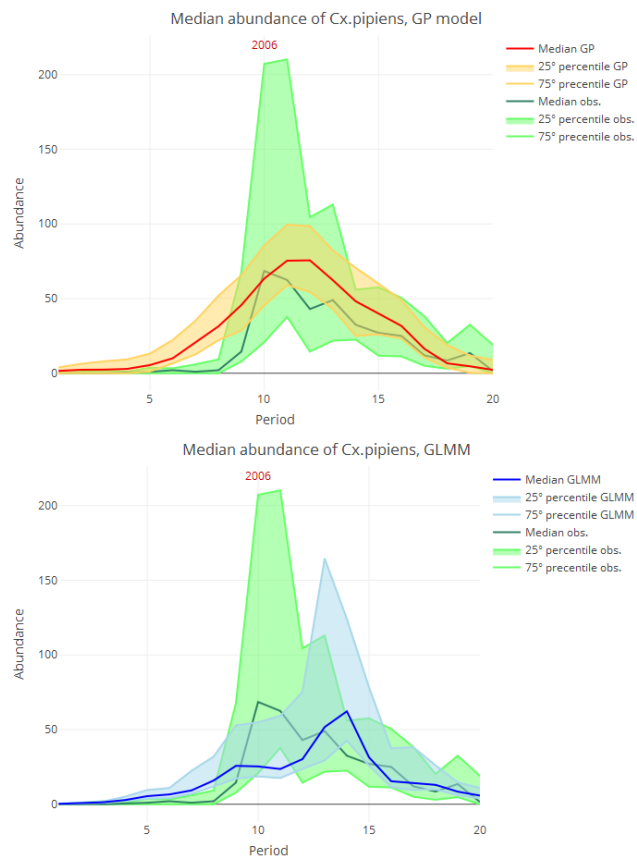 Median abundance of Cx.pipiens, GP model
2006
Median GP
25° percentile GP
75° precentile GP
Median obs.
25° percentile obs.
75° precentile obs.
200
150
100
50
0
Abundance
5
10
15
20
Period
Median abundance of Cx.pipiens, GLMM
2006
Median GLMM
25° percentile GLMM
75° precentile GLMM
Median obs.
25° percentile obs.
75° precentile obs.
200
150
100
50
0
Abundance
5
10
15
20
Period